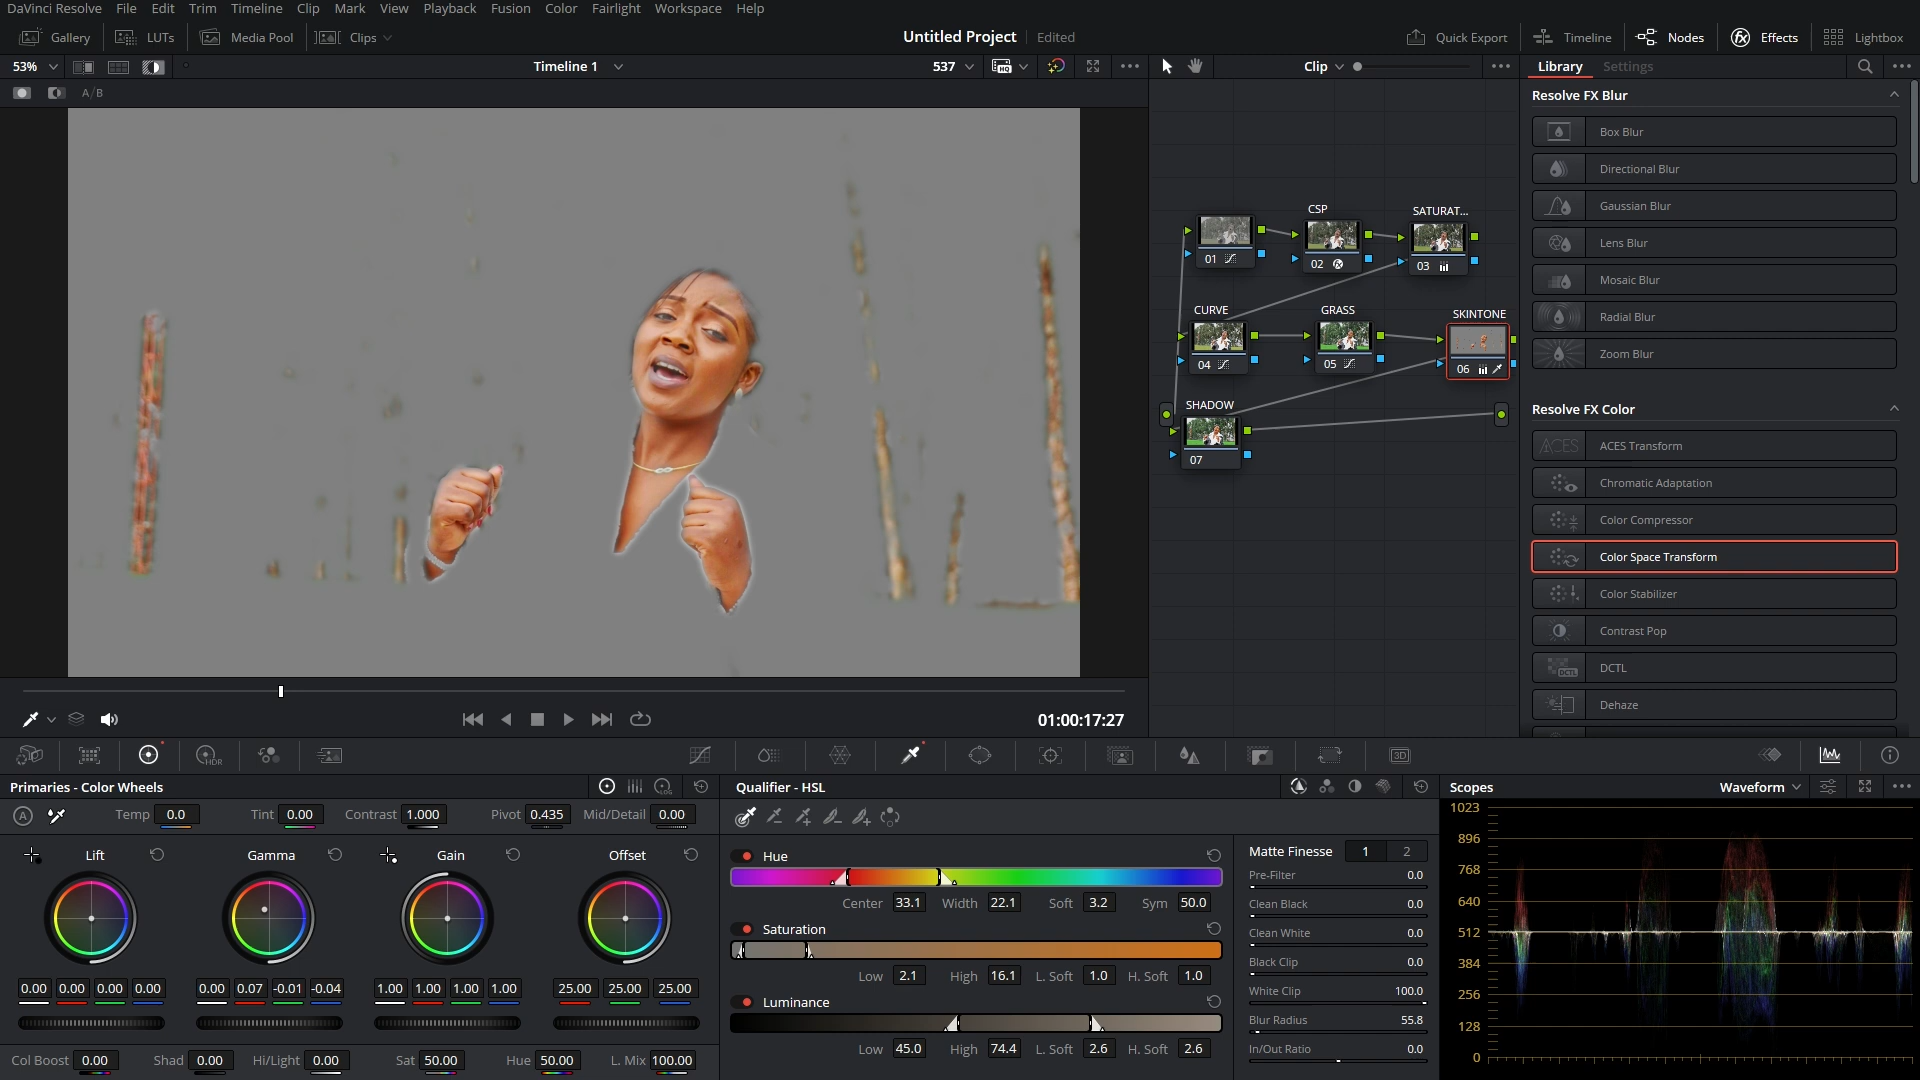 DaVinci Resolve File Edit Trim Timeline Clip Mark View Playback Fusion Color Fairlight Workspace Help
Gallery LUTs Media Pool Clips Untitled Project Edited Quick Export Timeline Nodes Effects Lightbox
53% Timeline 1 537 Clip Library Settings
A/B
Resolve FX Blur
Box Blur
Directional Blur
Gaussian Blur
Lens Blur
Mosaic Blur
Radial Blur
Zoom Blur
Resolve FX Color
ACES ACES Transform
Chromatic Adaptation
Color Compressor
Color Space Transform
Color Stabilizer
Contrast Pop
DCTL DCTL
Dehaze
CSP SATURAT...
01 02 03
CURVE GRASS SKINTONE
04 05 06
SHADOW
07
01:00:17:27
HDR 3D
Primaries - Color Wheels
A Temp 0.0 Tint 0.00 Contrast 1.000 Pivot 0.435 Mid/Detail 0.00
Lift Gamma Gain Offset
0.00 0.00 0.00 0.00 0.00 0.07 -0.01 -0.04 1.00 1.00 1.00 1.00 25.00 25.00 25.00
Col Boost 0.00 Shad 0.00 Hi/Light 0.00 Sat 50.00 Hue 50.00 L. Mix 100.00
Qualifier - HSL
Hue
Center 33.1 Width 22.1 Soft 3.2 Sym 50.0
Saturation
Low 2.1 High 16.1 L. Soft 1.0 H. Soft 1.0
Luminance
Low 45.0 High 74.4 L. Soft 2.6 H. Soft 2.6
Matte Finesse 1 2
Pre-Filter 0.0
Clean Black 0.0
Clean White 0.0
Black Clip 0.0
White Clip 100.0
Blur Radius 55.8
In/Out Ratio 0.0
Scopes Waveform
1023
896
768
640
512
384
256
128
0